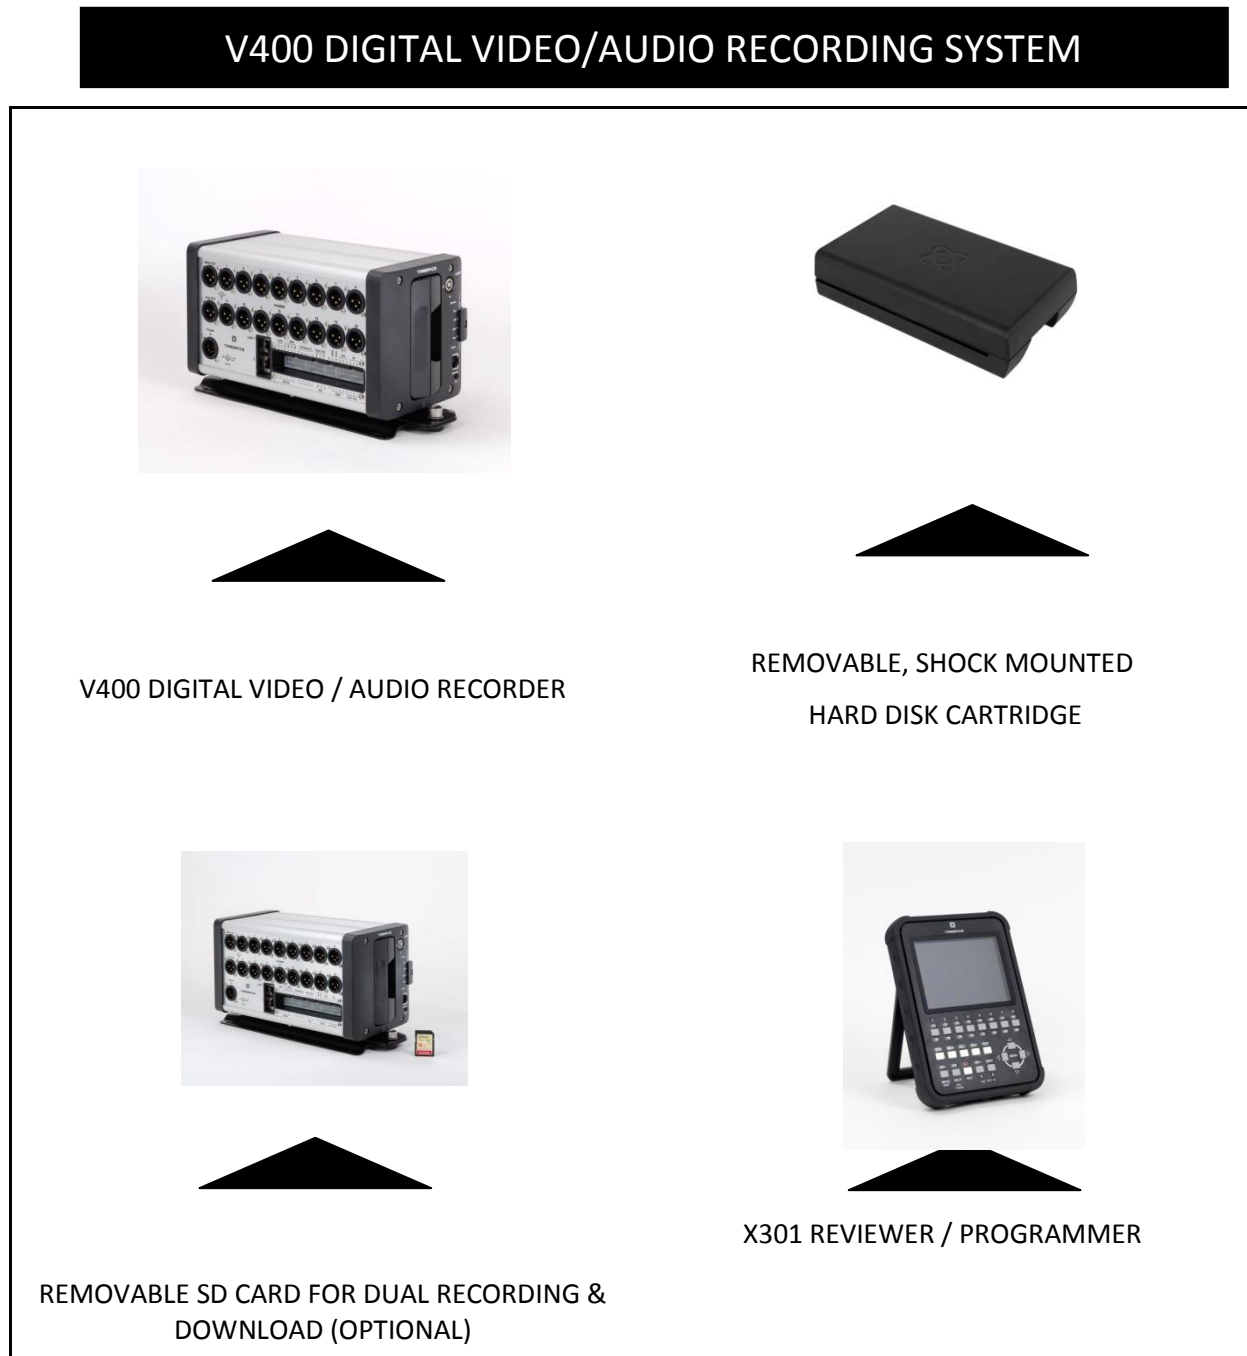 V400 DIGITAL VIDEO/AUDIO RECORDING SYSTEM
V400 DIGITAL VIDEO / AUDIO RECORDER
REMOVABLE, SHOCK MOUNTED
HARD DISK CARTRIDGE
X301 REVIEWER / PROGRAMMER
REMOVABLE SD CARD FOR DUAL RECORDING &
DOWNLOAD (OPTIONAL)